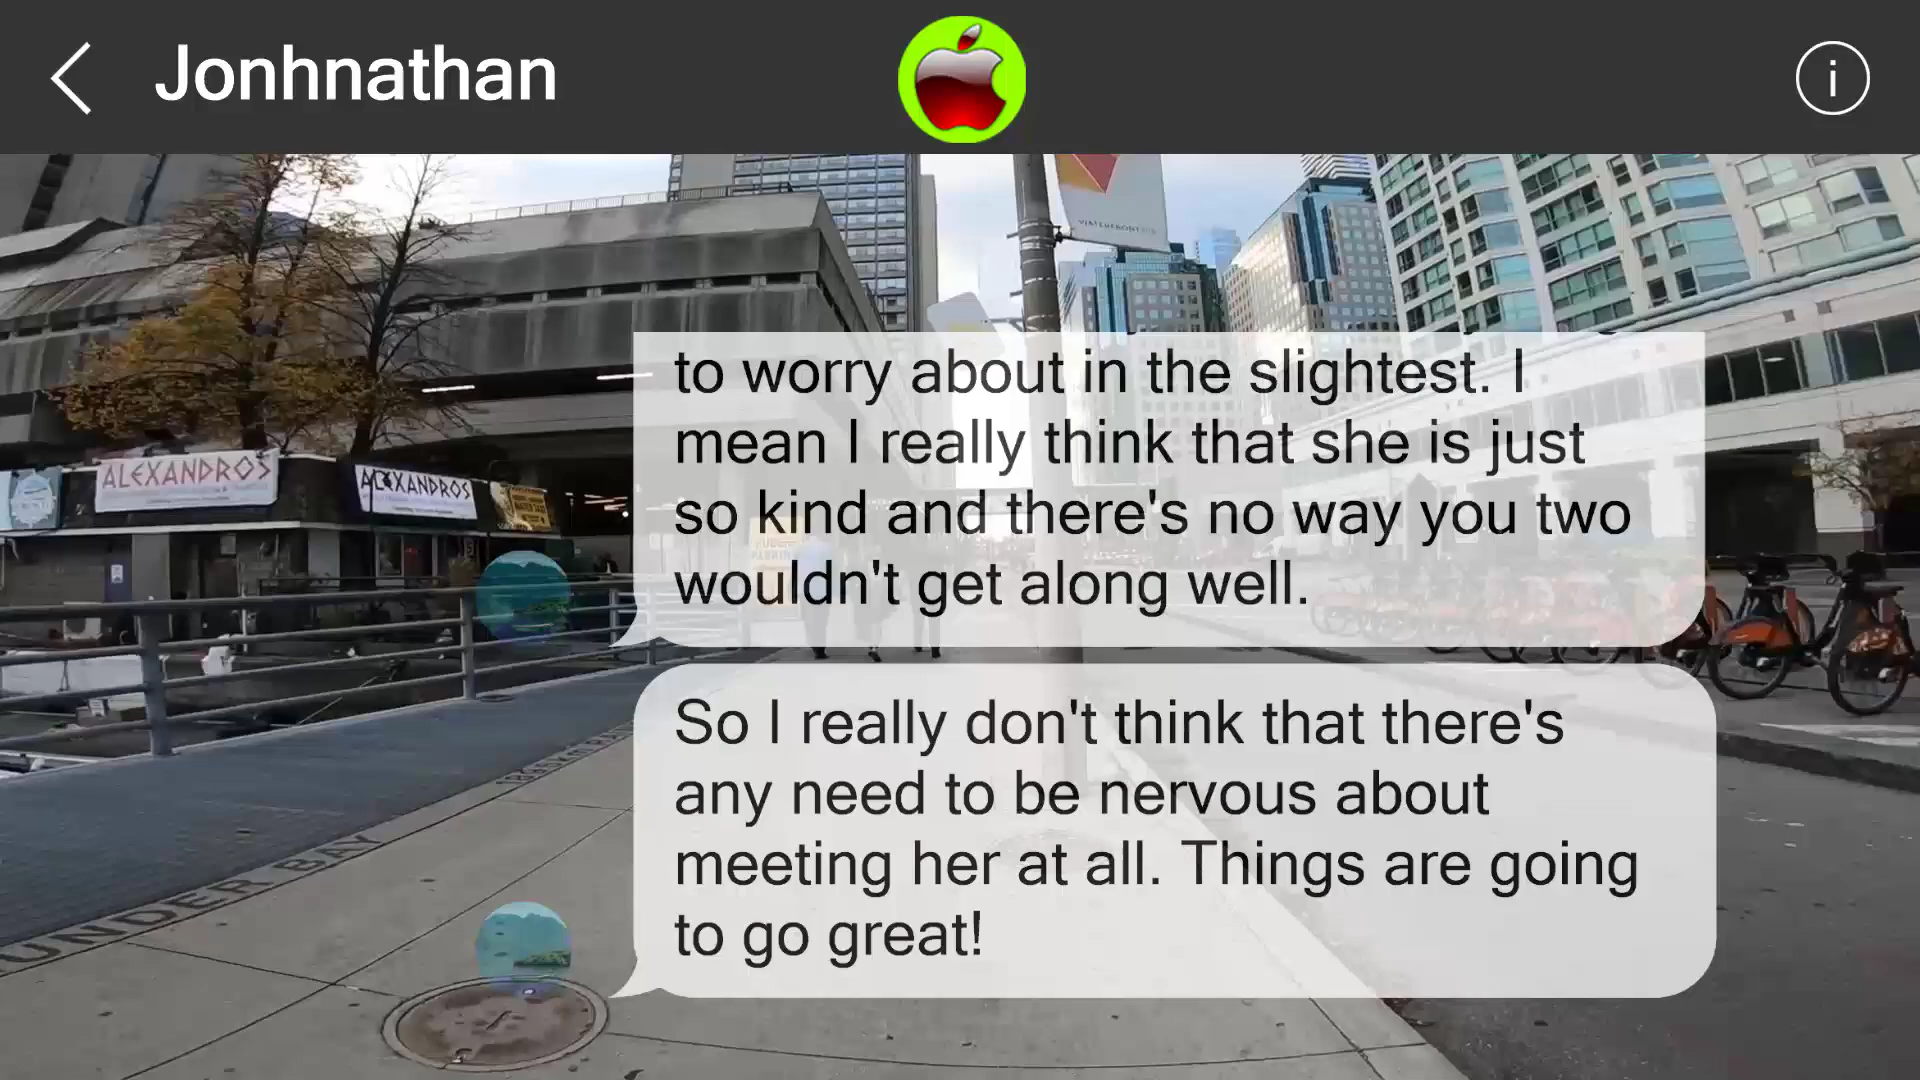 Jonhnathan
i
WATERFRONT
to worry about in the slightest. I
mean I really think that she is just
so kind and there's no way you two
wouldn't get along well.
ALEXANDROS
ALEXANDROS
So I really don't think that there's
any need to be nervous about
meeting her at all. Things are going
to go great!
UNDER BAY